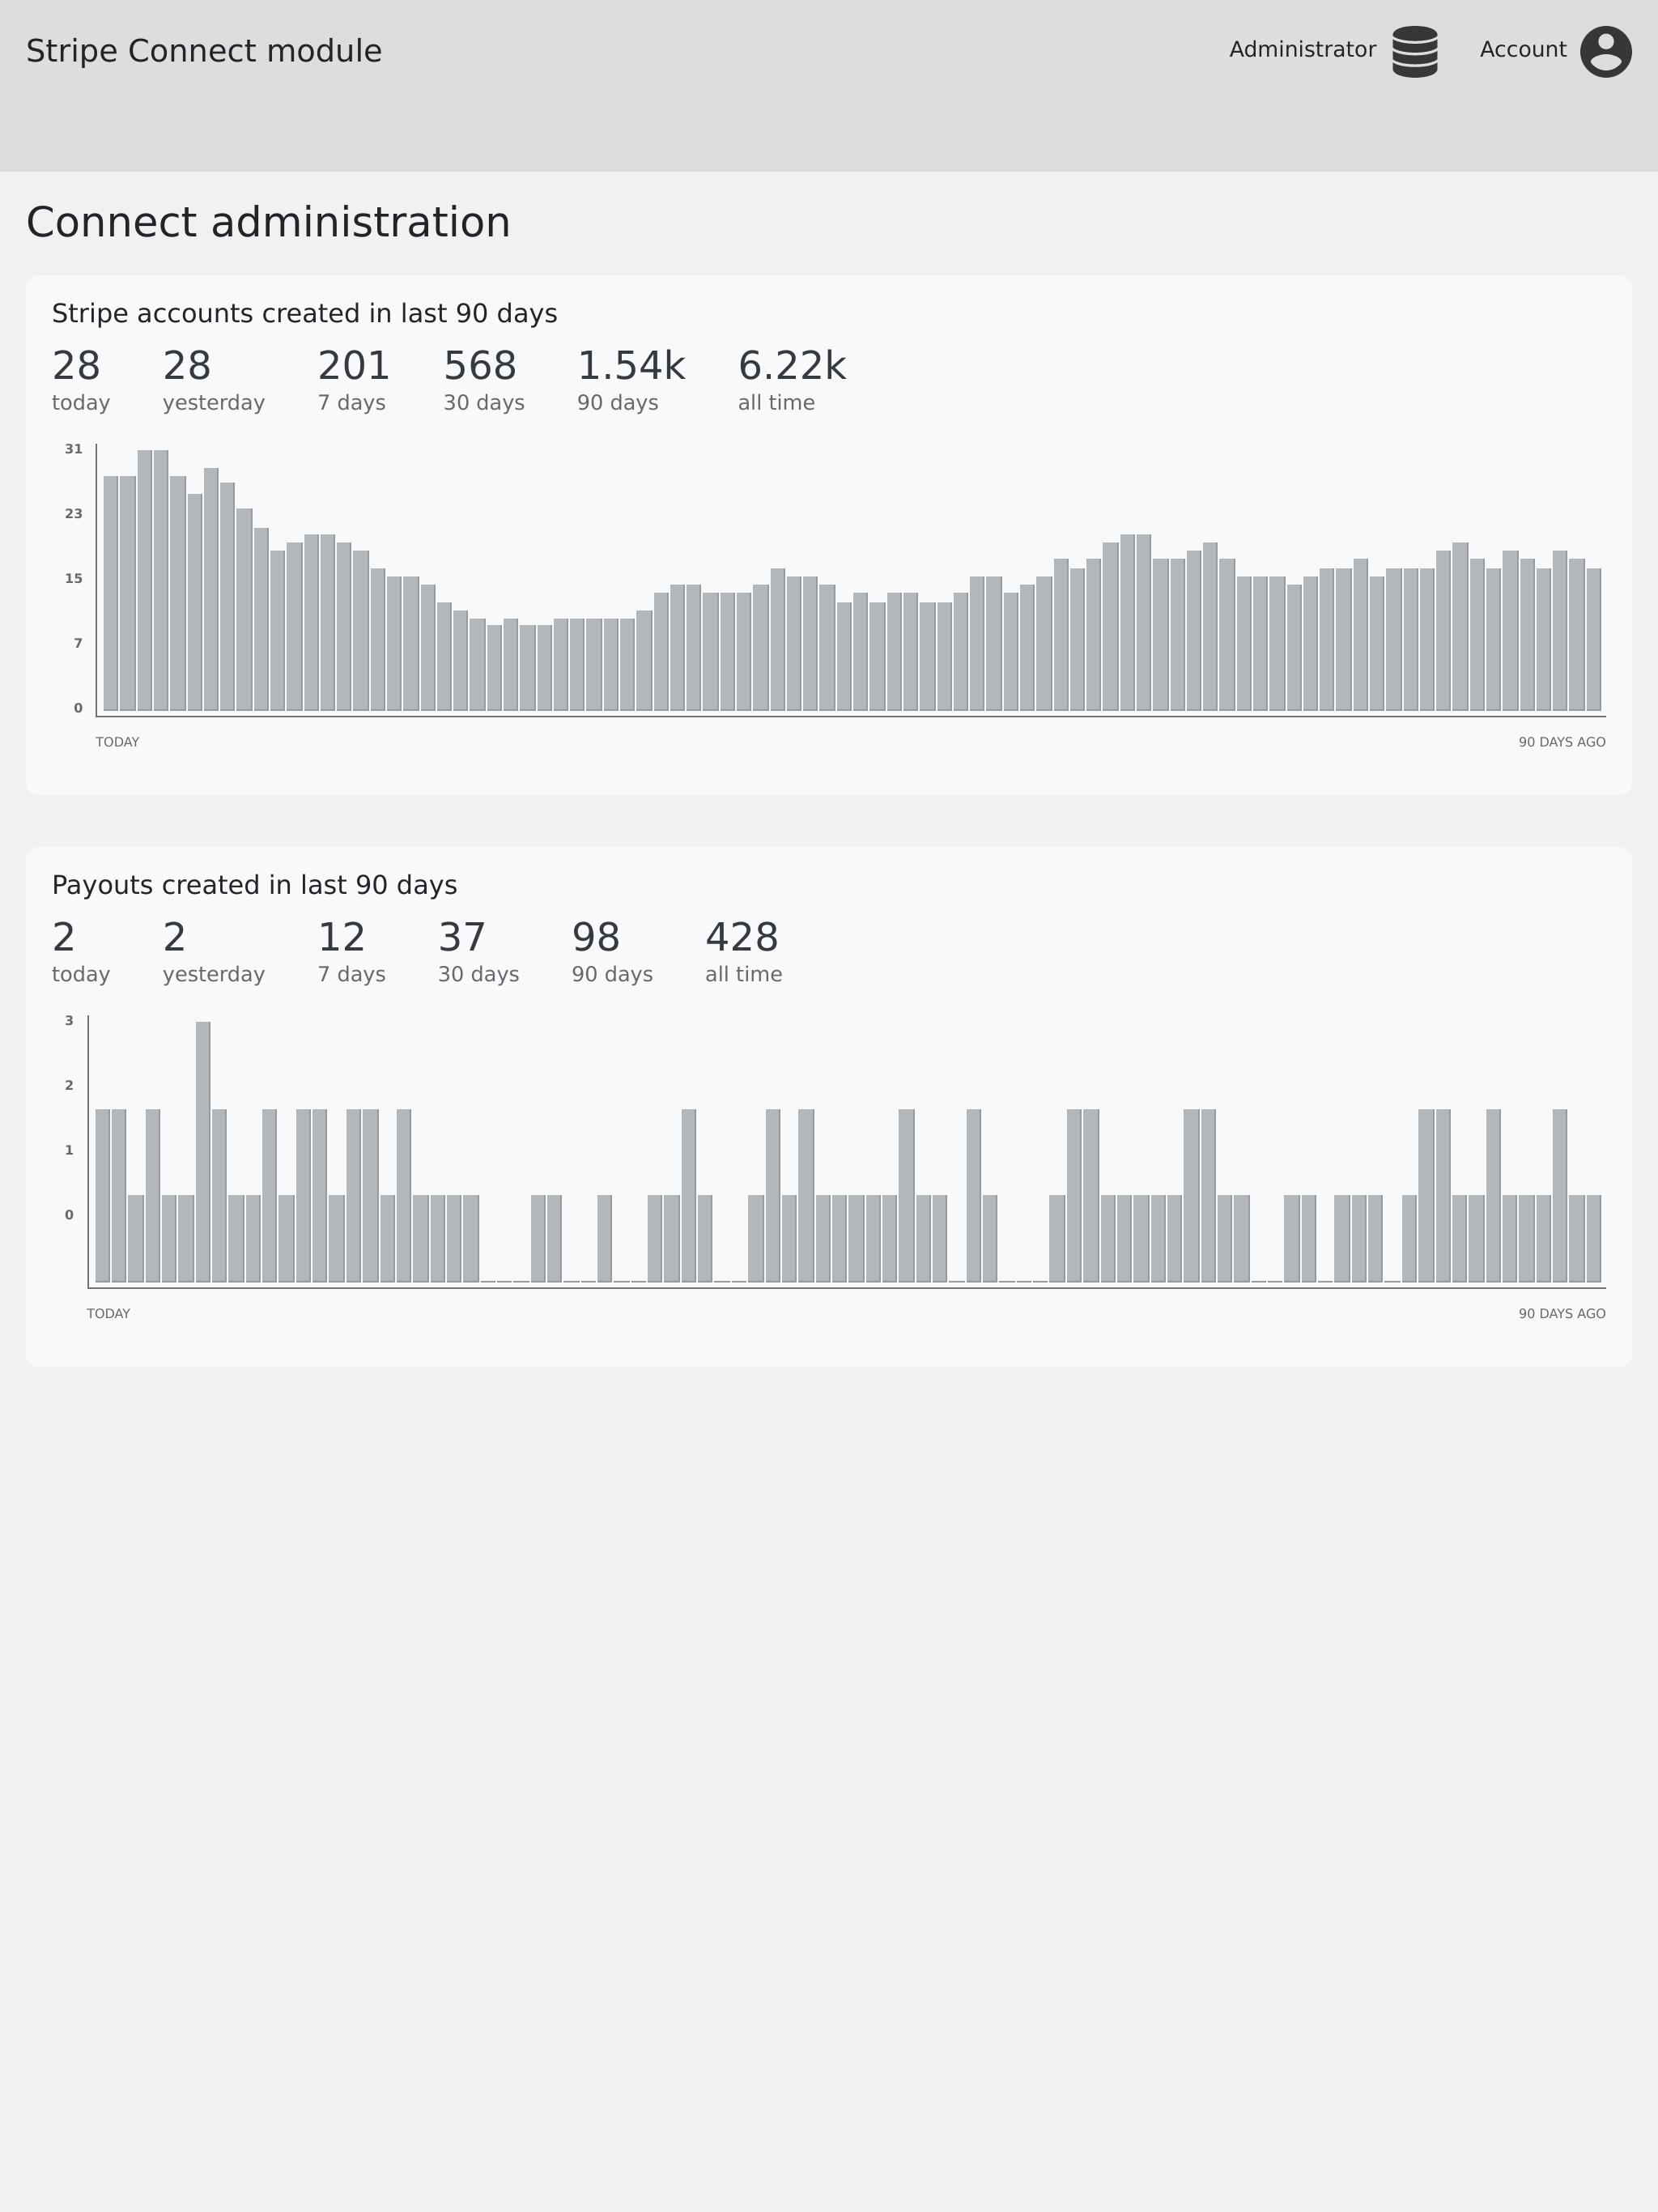 Stripe Connect module
Administrator
Account
Connect administration
Stripe accounts created in last 90 days
28 28 201 568 1.54k 6.22k
today yesterday 7 days 30 days 90 days all time
31
23
15
7
0
TODAY 90 DAYS AGO
Payouts created in last 90 days
2 2 12 37 98 428
today yesterday 7 days 30 days 90 days all time
3
2
1
0
TODAY 90 DAYS AGO